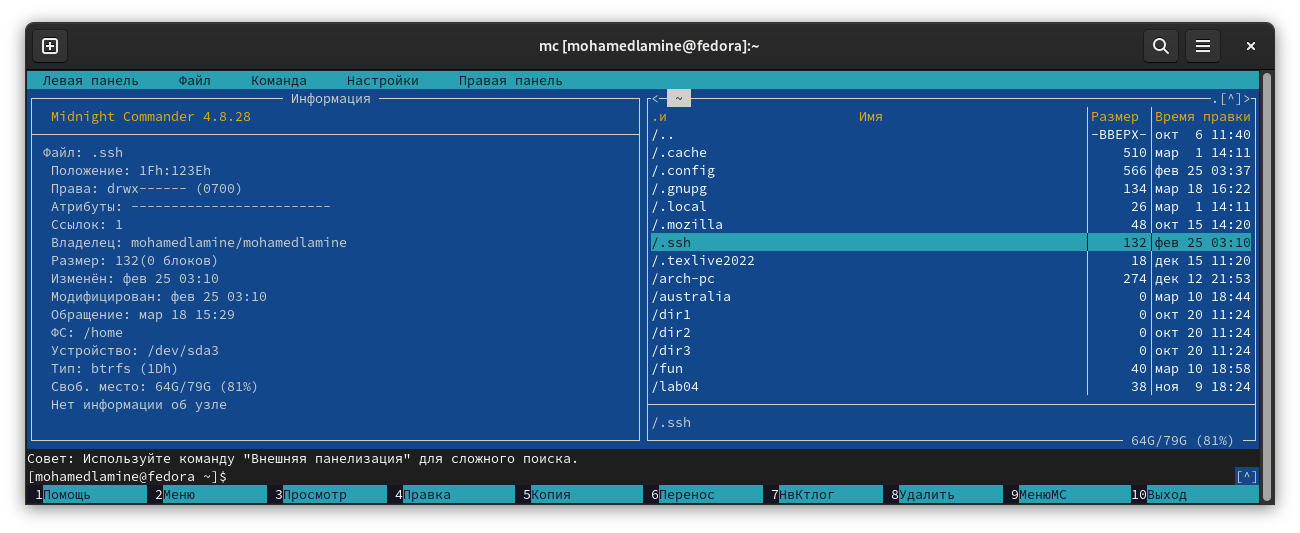 mc [mohamedlamine@fedora]:~
Левая панель Файл Команда Настройки Правая панель
Информация
Midnight Commander 4.8.28
Файл: .ssh
Положение: 1Fh:123Eh
Права: drwx------ (0700)
Атрибуты: -------------------------
Ссылок: 1
Владелец: mohamedlamine/mohamedlamine
Размер: 132(0 блоков)
Изменён: фев 25 03:10
Модифицирован: фев 25 03:10
Обращение: мар 18 15:29
ФС: /home
Устройство: /dev/sda3
Тип: btrfs (1Dh)
Своб. место: 64G/79G (81%)
Нет информации об узле
<─ ~ .[^]>
.и Имя Размер Время правки
/.. -ВВЕРХ- окт 6 11:40
/.cache 510 мар 1 14:11
/.config 566 фев 25 03:37
/.gnupg 134 мар 18 16:22
/.local 26 мар 1 14:11
/.mozilla 48 окт 15 14:20
/.ssh 132 фев 25 03:10
/.texlive2022 18 дек 15 11:20
/arch-pc 274 дек 12 21:53
/australia 0 мар 10 18:44
/dir1 0 окт 20 11:24
/dir2 0 окт 20 11:24
/dir3 0 окт 20 11:24
/fun 40 мар 10 18:58
/lab04 38 ноя 9 18:24
/.ssh
64G/79G (81%)
Совет: Используйте команду "Внешняя панелизация" для сложного поиска.
[mohamedlamine@fedora ~]$ [^]
1Помощь 2Меню 3Просмотр 4Правка 5Копия 6Перенос 7НвКтлог 8Удалить 9МенюМС 10Выход